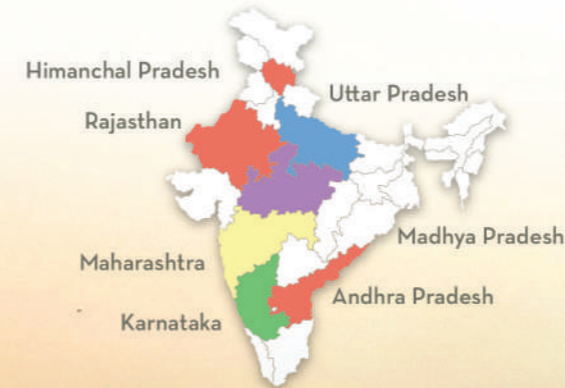 Himanchal Pradesh
Uttar Pradesh
Rajasthan
Madhya Pradesh
Maharashtra
Andhra Pradesh
Karnataka